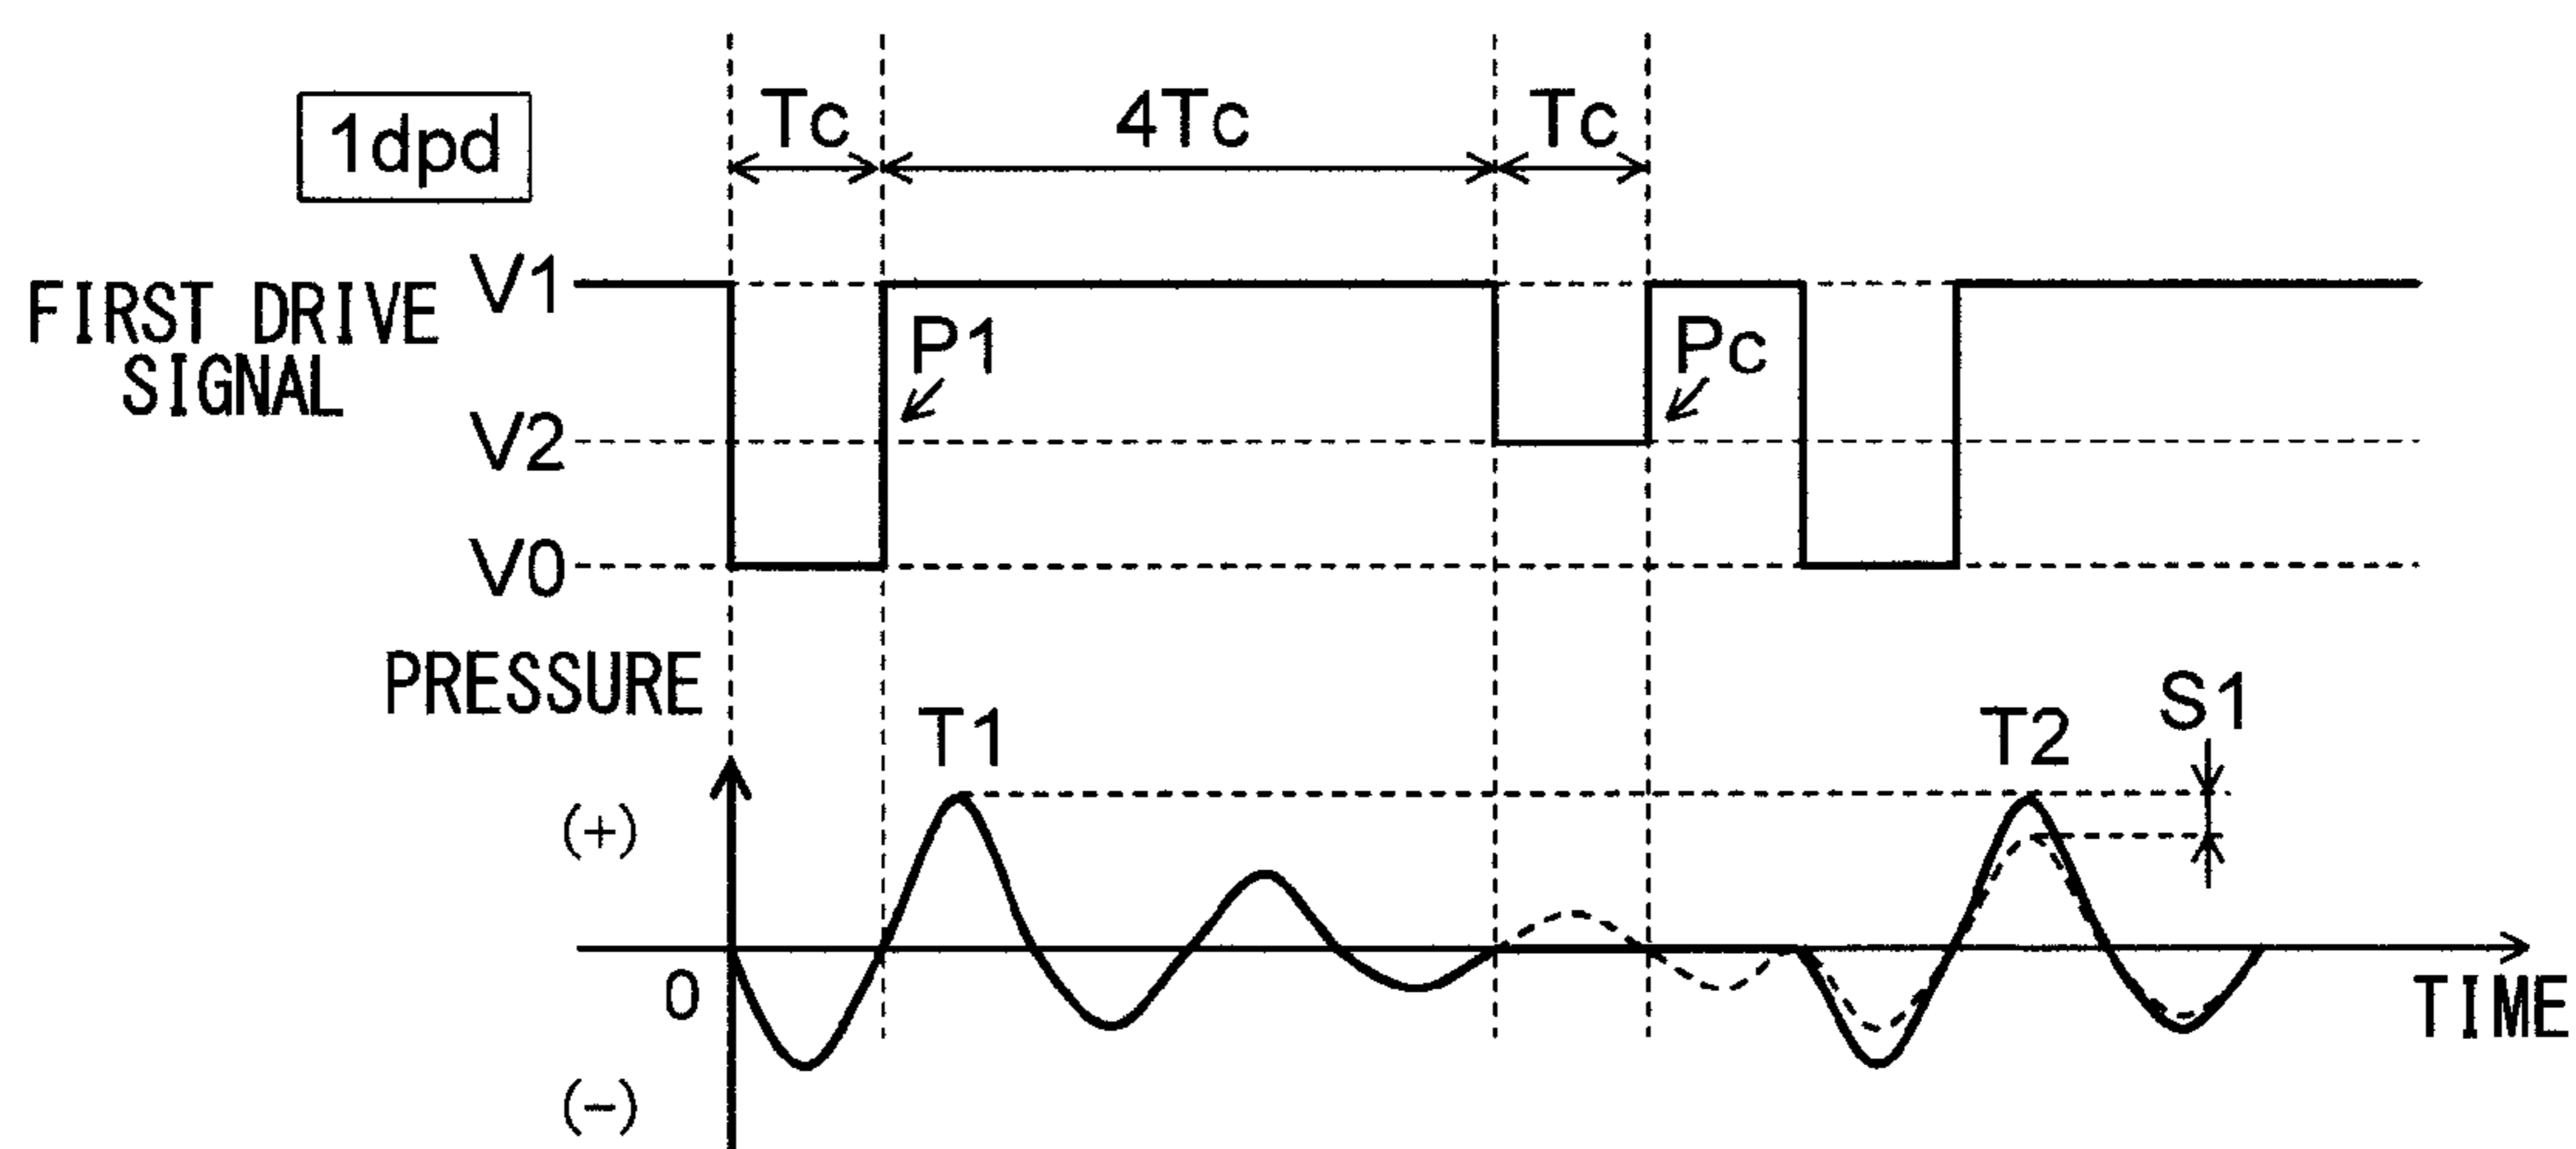 1dpd
Tc 4Tc Tc
FIRST DRIVE
SIGNAL
V1
P1 Pc
V2
V0
PRESSURE
T1 T2 S1
(+)
0
TIME
(-)